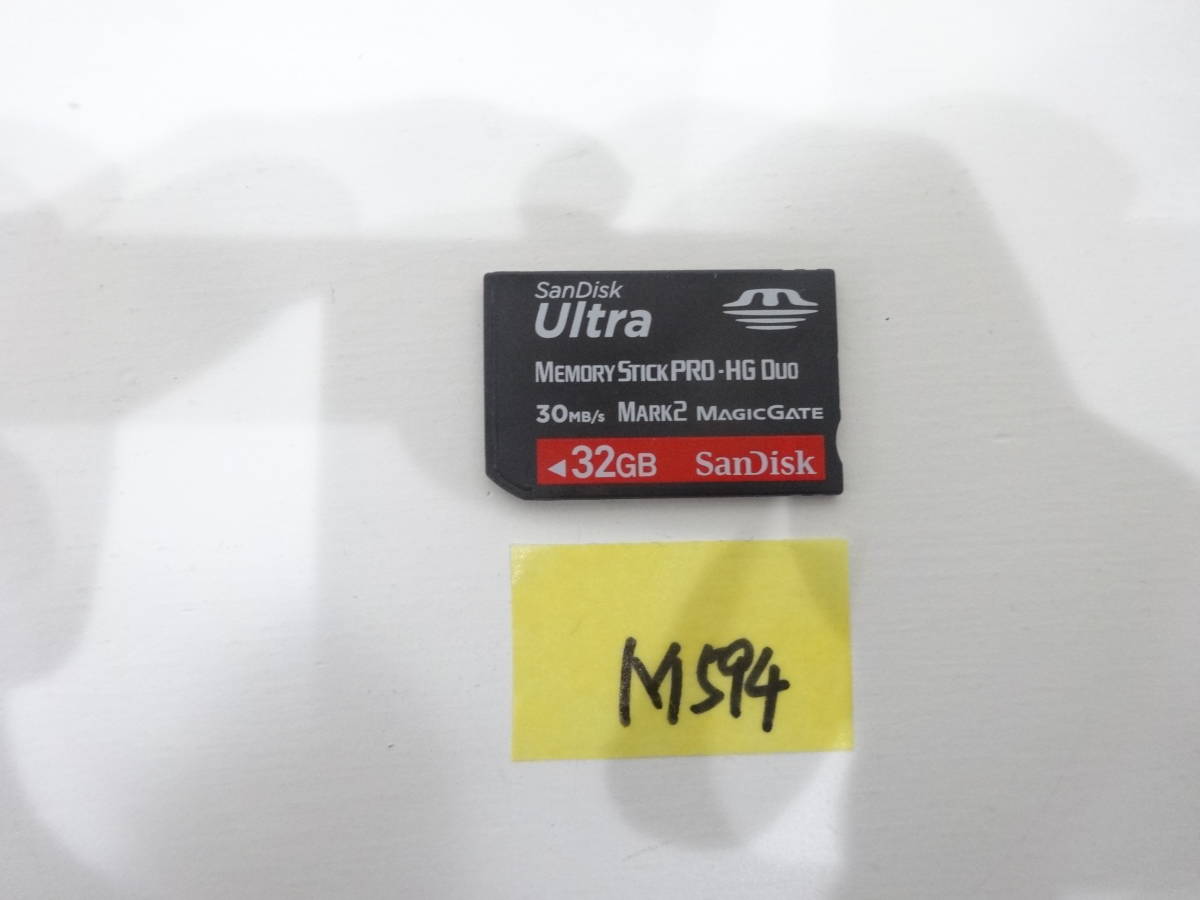 SanDisk
Ultra
MEMORY STICK PRO-HG DUO
30MB/s MARK2 MAGICGATE
◄32GB SanDisk
M594